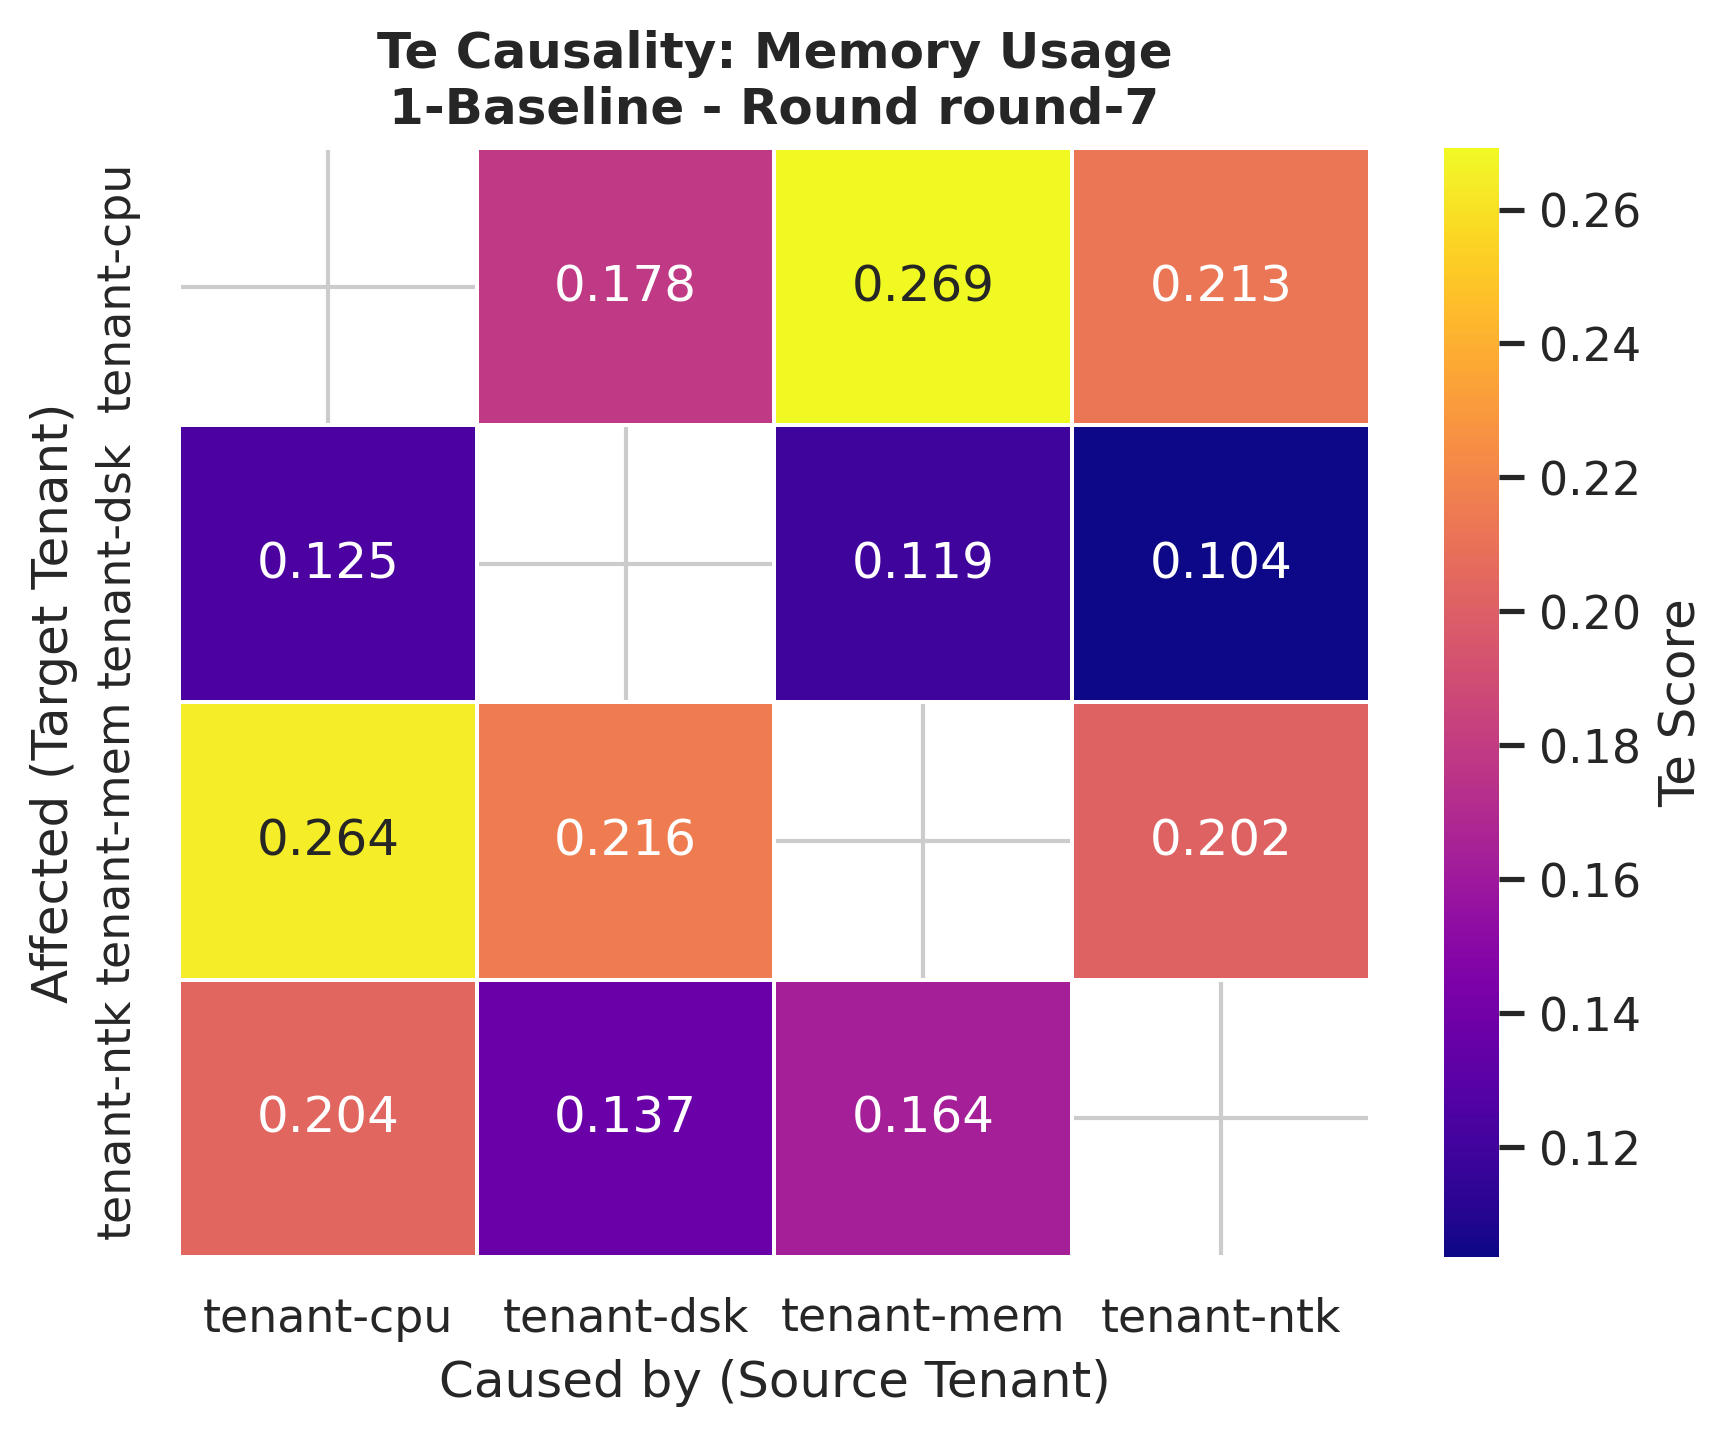 Te Causality: Memory Usage
1-Baseline - Round round-7
Affected (Target Tenant)
tenant-cpu
0.178 0.269 0.213
tenant-dsk
0.125 0.119 0.104
tenant-mem
0.264 0.216 0.202
tenant-ntk
0.204 0.137 0.164
tenant-cpu tenant-dsk tenant-mem tenant-ntk
Caused by (Source Tenant)
0.26
0.24
0.22
0.20
0.18
0.16
0.14
0.12
Te Score